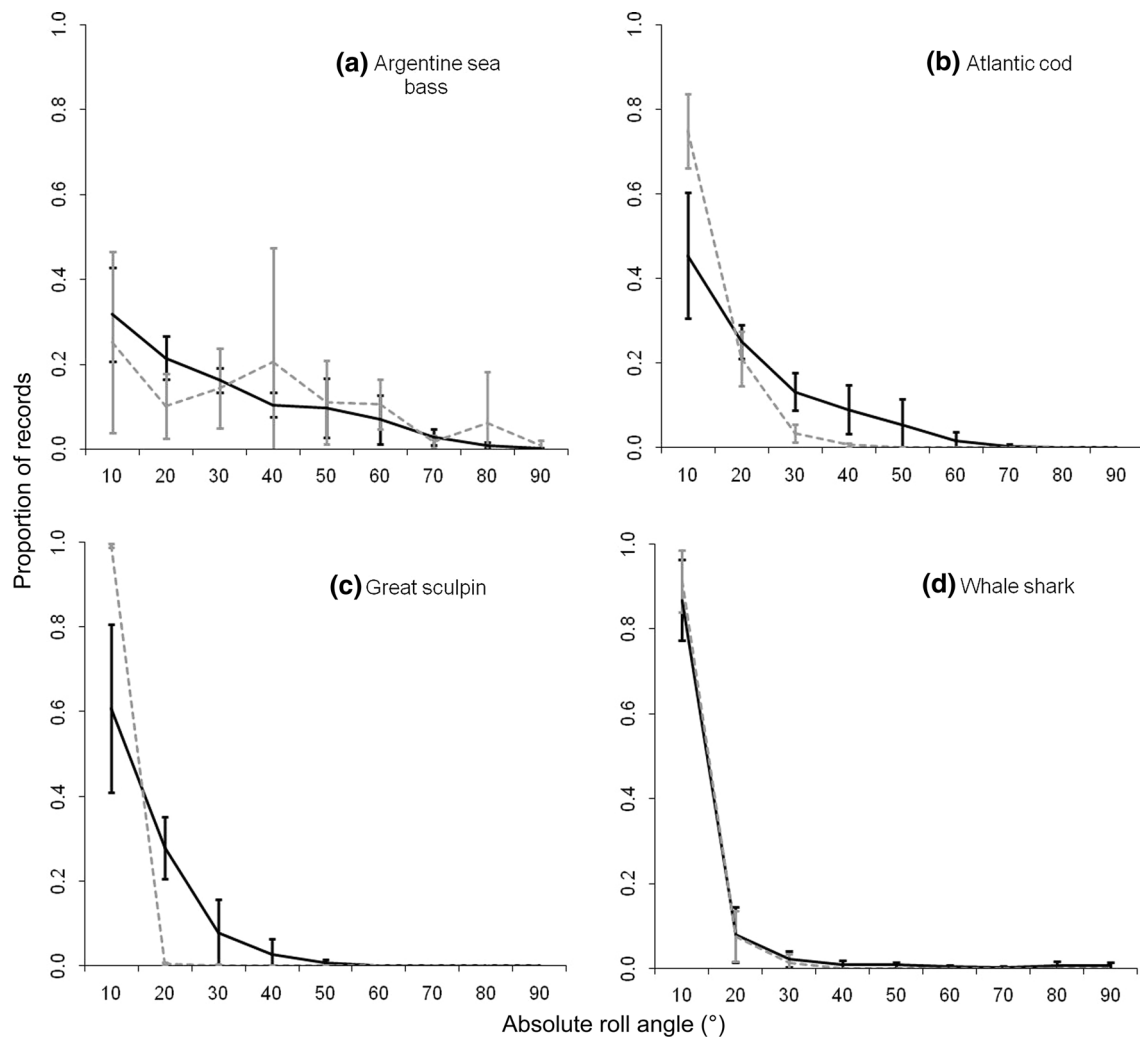 Proportion of records
(a) Argentine sea
bass
1.0
0.8
0.6
0.4
0.2
0.0
10 20 30 40 50 60 70 80 90
(b) Atlantic cod
1.0
0.8
0.6
0.4
0.2
0.0
10 20 30 40 50 60 70 80 90
(c) Great sculpin
1.0
0.8
0.6
0.4
0.2
0.0
10 20 30 40 50 60 70 80 90
(d) Whale shark
1.0
0.8
0.6
0.4
0.2
0.0
10 20 30 40 50 60 70 80 90
Absolute roll angle (°)